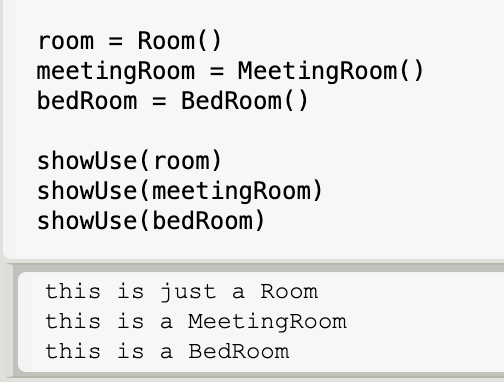 room = Room()
meetingRoom = MeetingRoom()
bedRoom = BedRoom()
showUse(room)
showUse(meetingRoom)
showUse(bedRoom)
this is just a Room
this is a MeetingRoom
this is a BedRoom